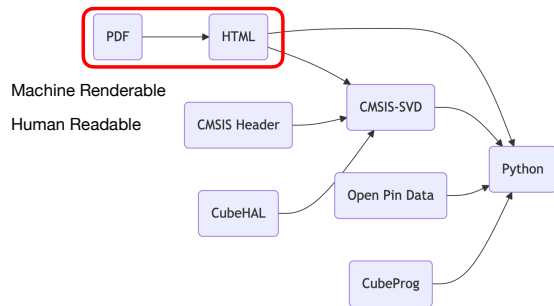 PDF
HTML
Machine Renderable
Human Readable
CMSIS-SVD
CMSIS Header
Python
Open Pin Data
CubeHAL
CubeProg